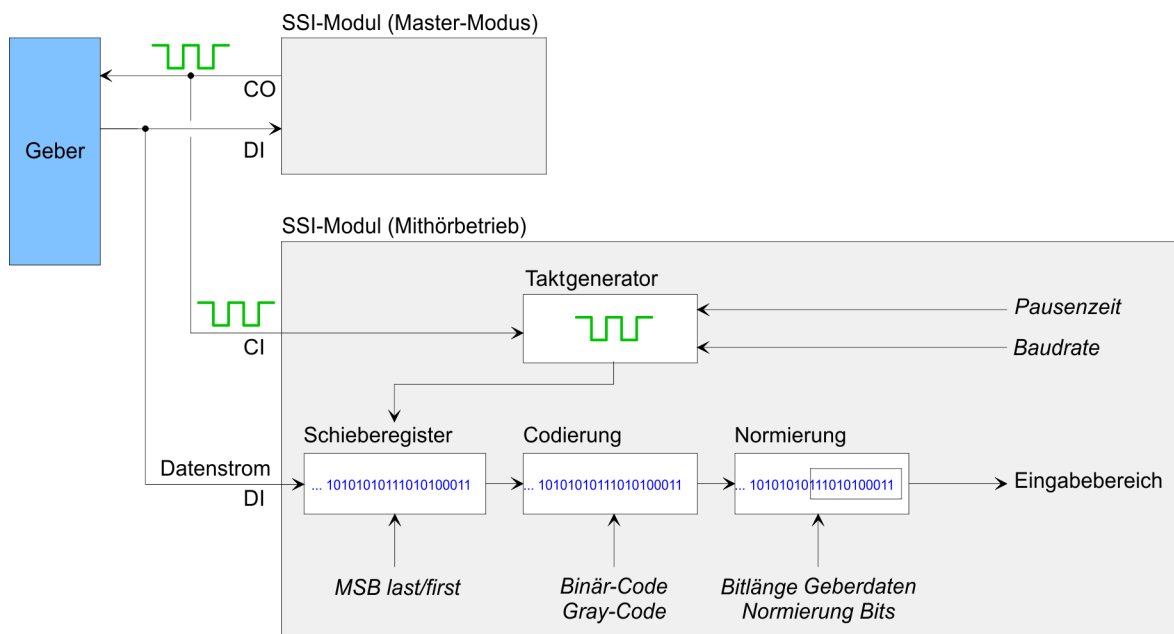 SSI-Modul (Master-Modus)
CO
DI
Geber
SSI-Modul (Mithörbetrieb)
Taktgenerator
Pausenzeit
CI
Baudrate
Schieberegister
Codierung
Normierung
Datenstrom
DI
... 10101010111010100011
... 10101010111010100011
... 10101010111010100011
Eingabebereich
MSB last/first
Binär-Code
Gray-Code
Bitlänge Geberdaten
Normierung Bits